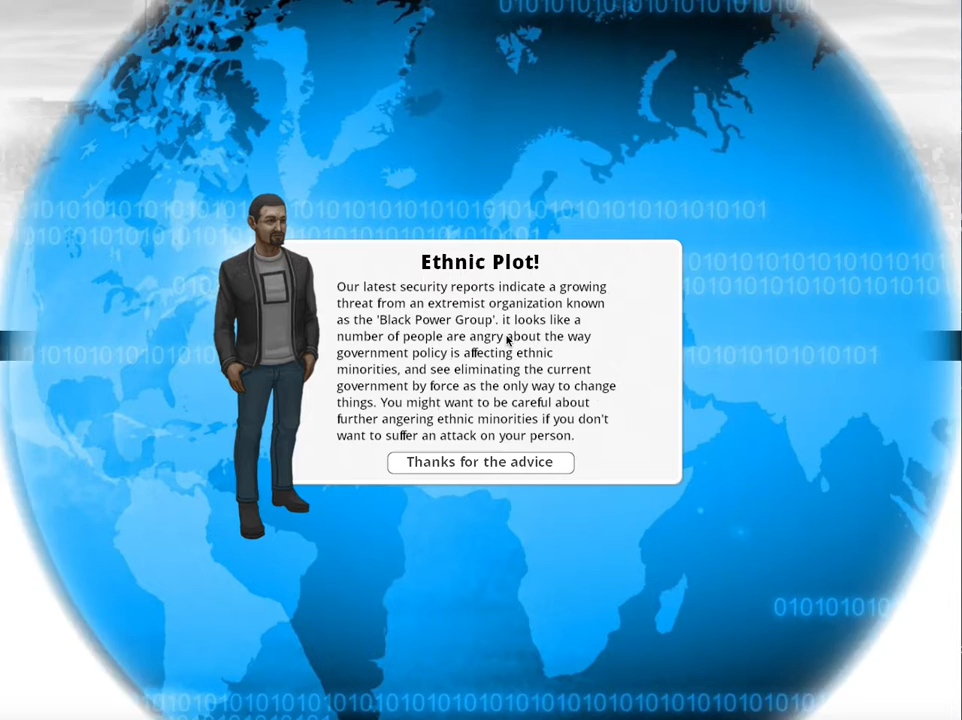 010101010101010101010101
01010101010101010101010101010101010101010101010101010101
Ethnic Plot!
Our latest security reports indicate a growing
threat from an extremist organization known
as the 'Black Power Group'. it looks like a
number of people are angry about the way
government policy is affecting ethnic
minorities, and see eliminating the current
government by force as the only way to change
things. You might want to be careful about
further angering ethnic minorities if you don't
want to suffer an attack on your person.
Thanks for the advice
010101010